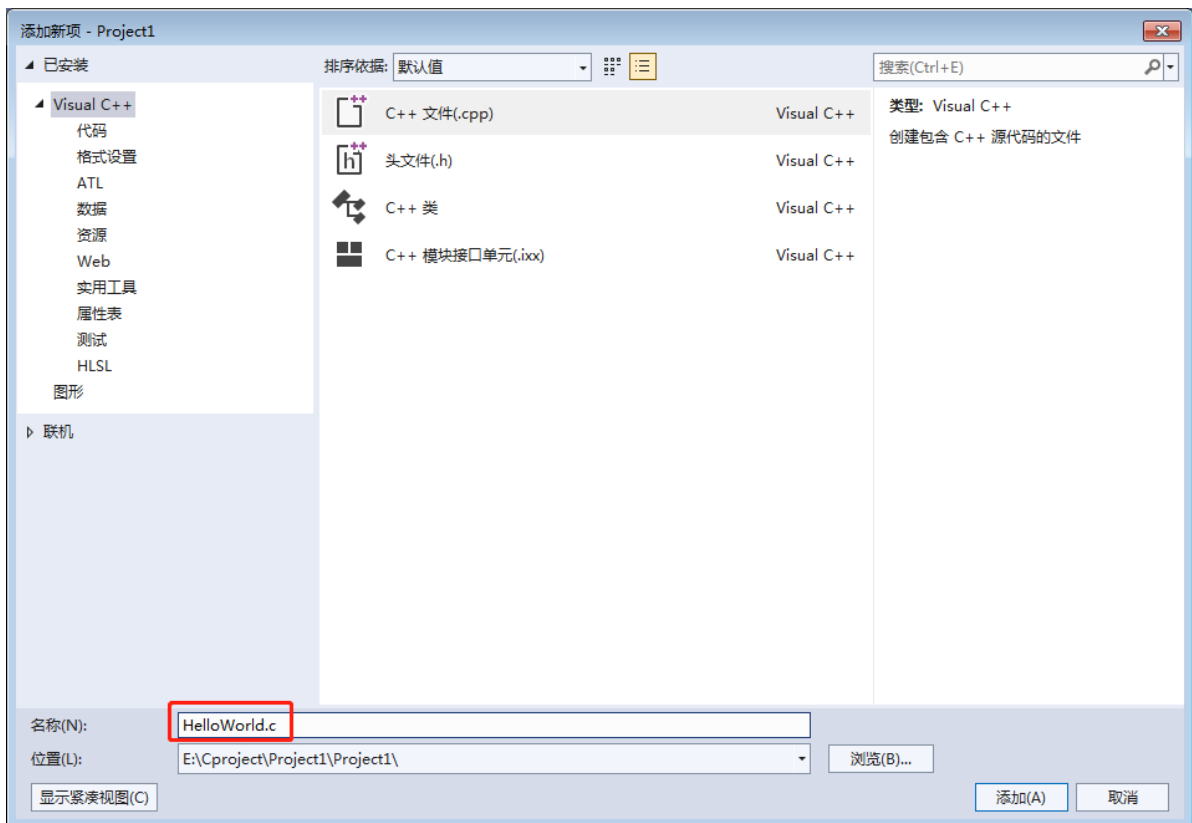 添加新项 - Project1
已安装
排序依据: 默认值
搜索(Ctrl+E)
Visual C++
代码
格式设置
ATL
数据
资源
Web
实用工具
属性表
测试
HLSL
图形
联机
C++ 文件(.cpp) Visual C++
头文件(.h) Visual C++
C++ 类 Visual C++
C++ 模块接口单元(.ixx) Visual C++
类型: Visual C++
创建包含 C++ 源代码的文件
名称(N): HelloWorld.c
位置(L): E:\Cproject\Project1\Project1\ 浏览(B)...
显示紧凑视图(C) 添加(A) 取消